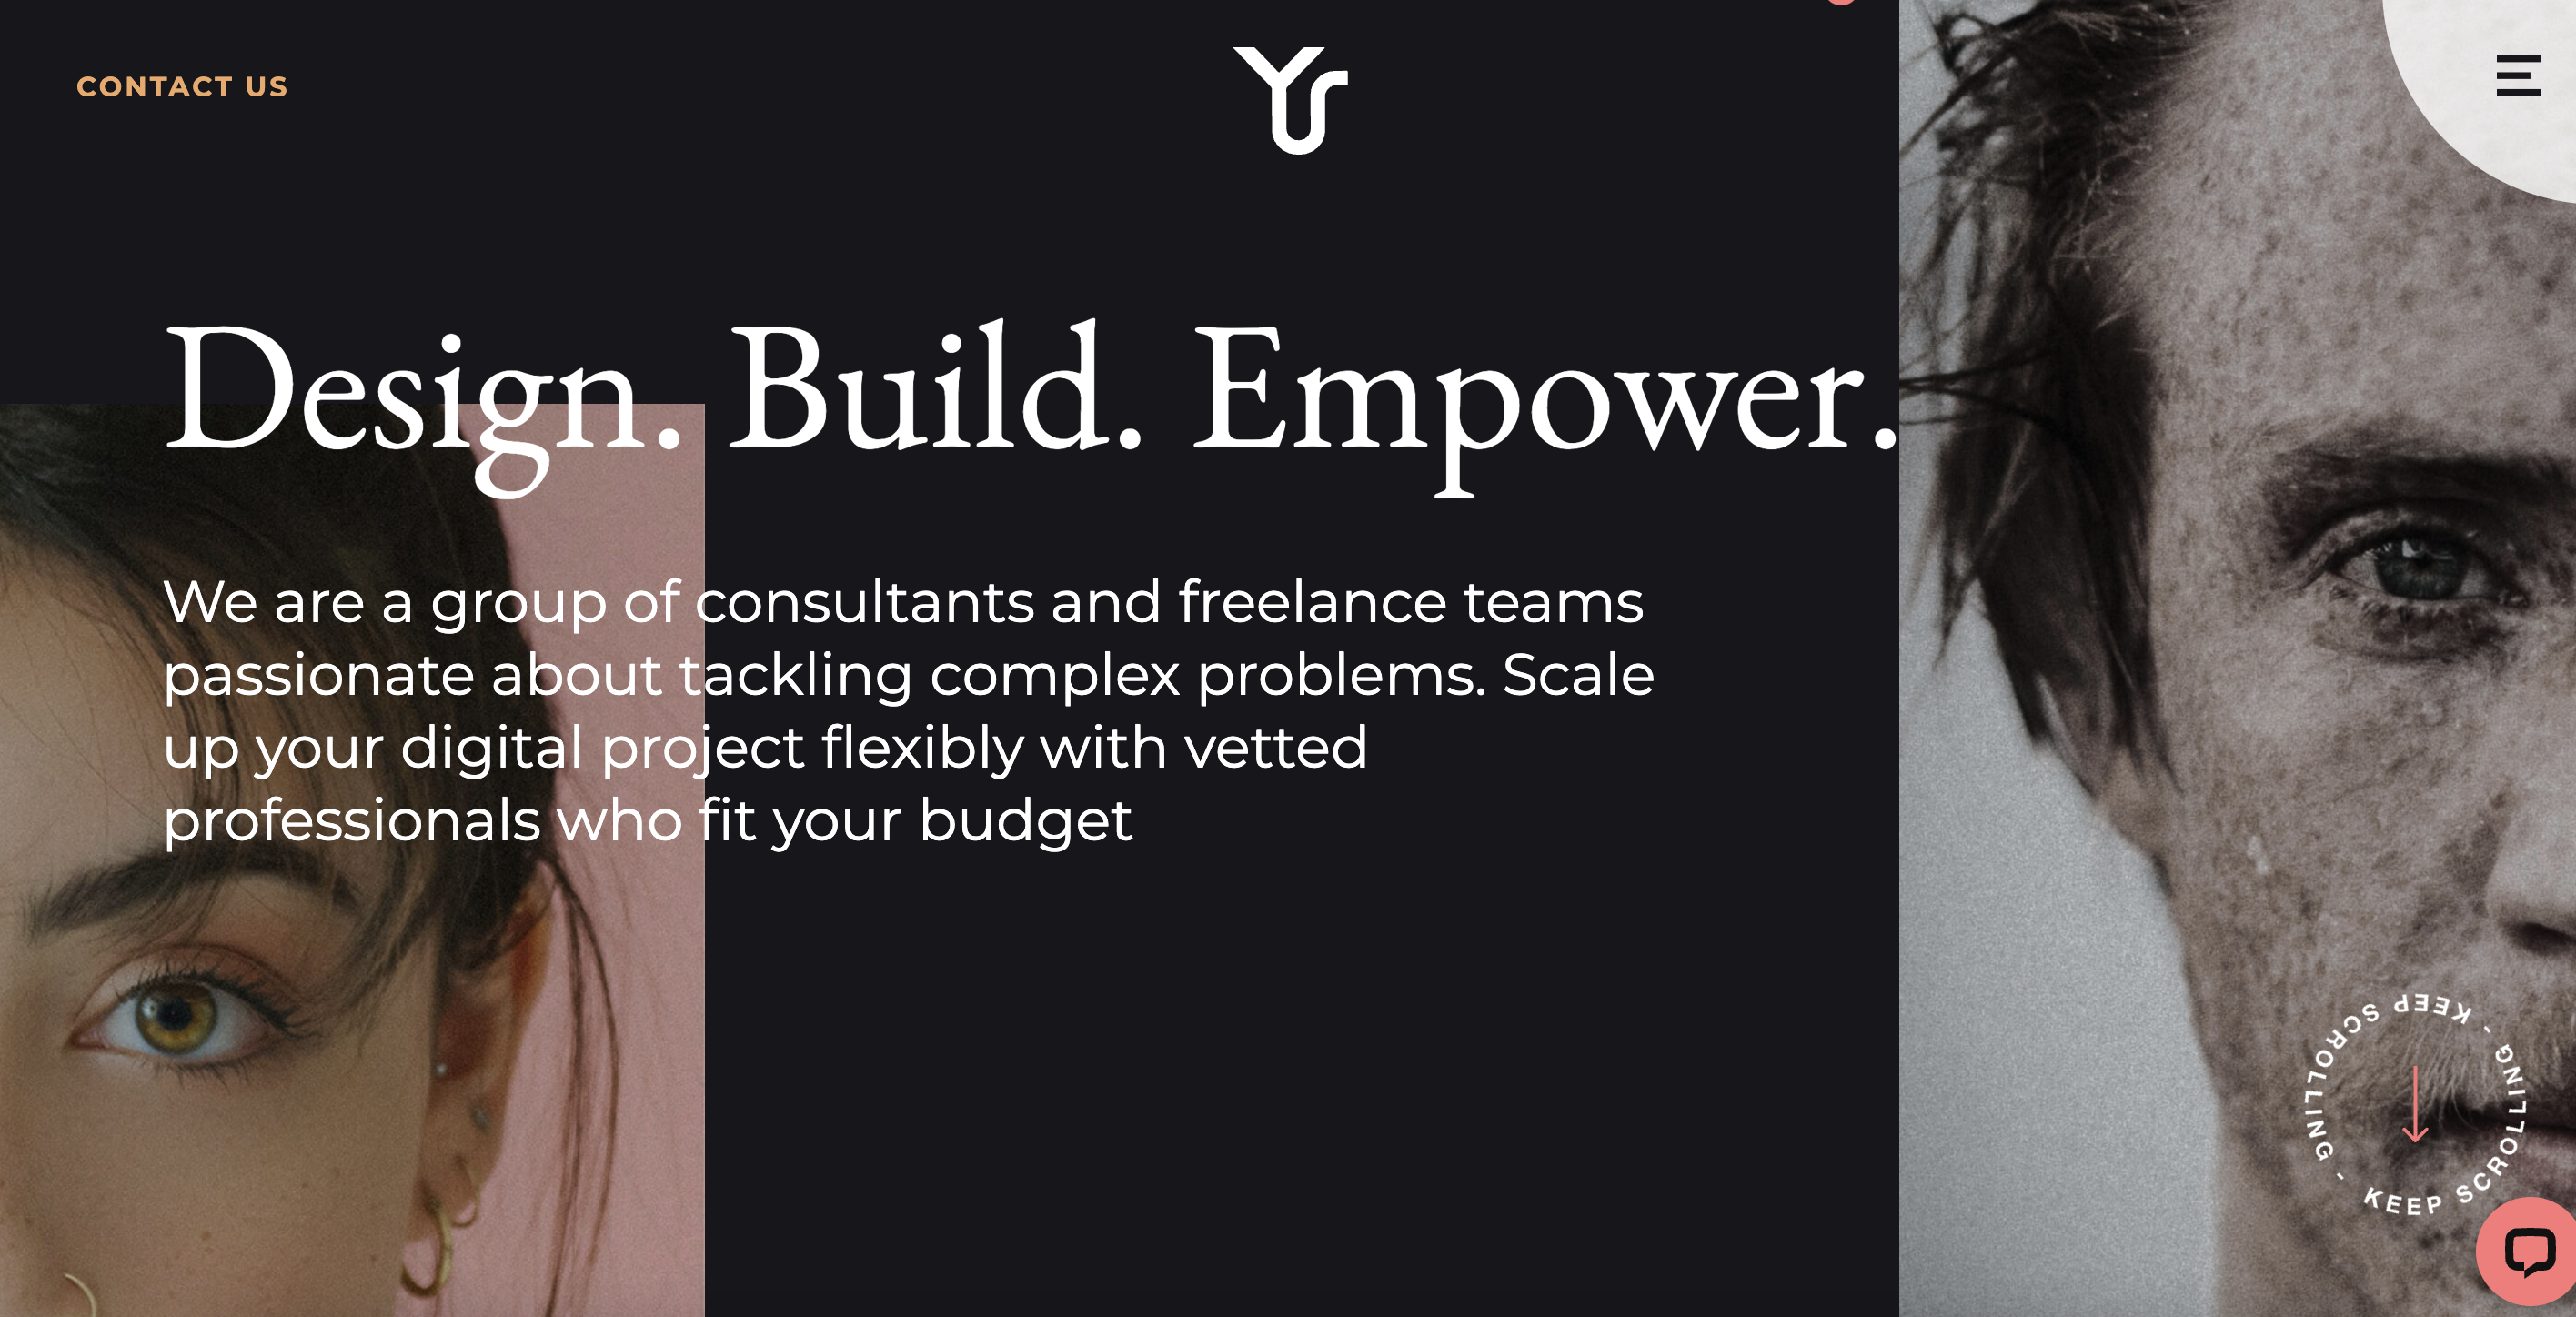 CONTACT US
Yr
Design. Build. Empower.
We are a group of consultants and freelance teams
passionate about tackling complex problems. Scale
up your digital project flexibly with vetted
professionals who fit your budget
KEEP SCROLLING - KEEP SCROLLING -